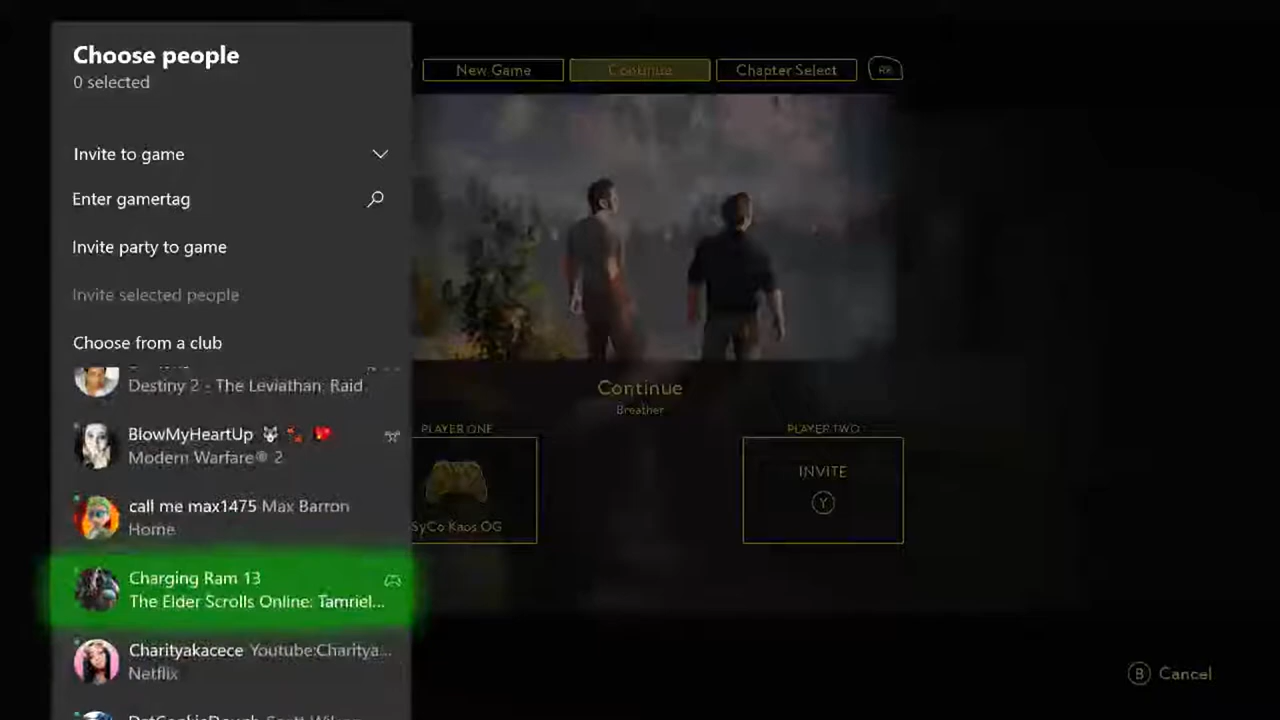 Choose people
0 selected
Invite to game
Enter gamertag
Invite party to game
Invite selected people
Choose from a club
Destiny 2 - The Leviathan: Raid
BlowMyHeartUp
Modern Warfare® 2
call me max1475 Max Barron
Home
Charging Ram 13
The Elder Scrolls Online: Tamriel...
Charityakacece Youtube:Charitya...
Netflix
New Game
Continue
Chapter Select
RB
Continue
Breather
PLAYER ONE
SyCo Kaos OG
PLAYER TWO
INVITE
Y
B Cancel